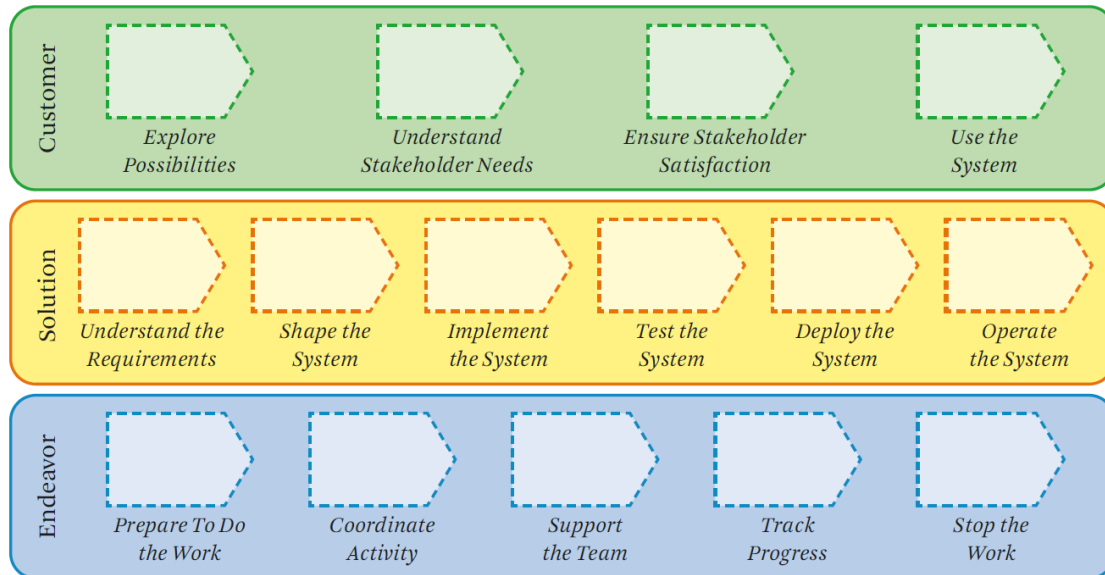 Customer
Explore
Possibilities
Understand
Stakeholder Needs
Ensure Stakeholder
Satisfaction
Use the
System
Solution
Understand the
Requirements
Shape the
System
Implement
the System
Test the
System
Deploy the
System
Operate
the System
Endeavor
Prepare To Do
the Work
Coordinate
Activity
Support
the Team
Track
Progress
Stop the
Work